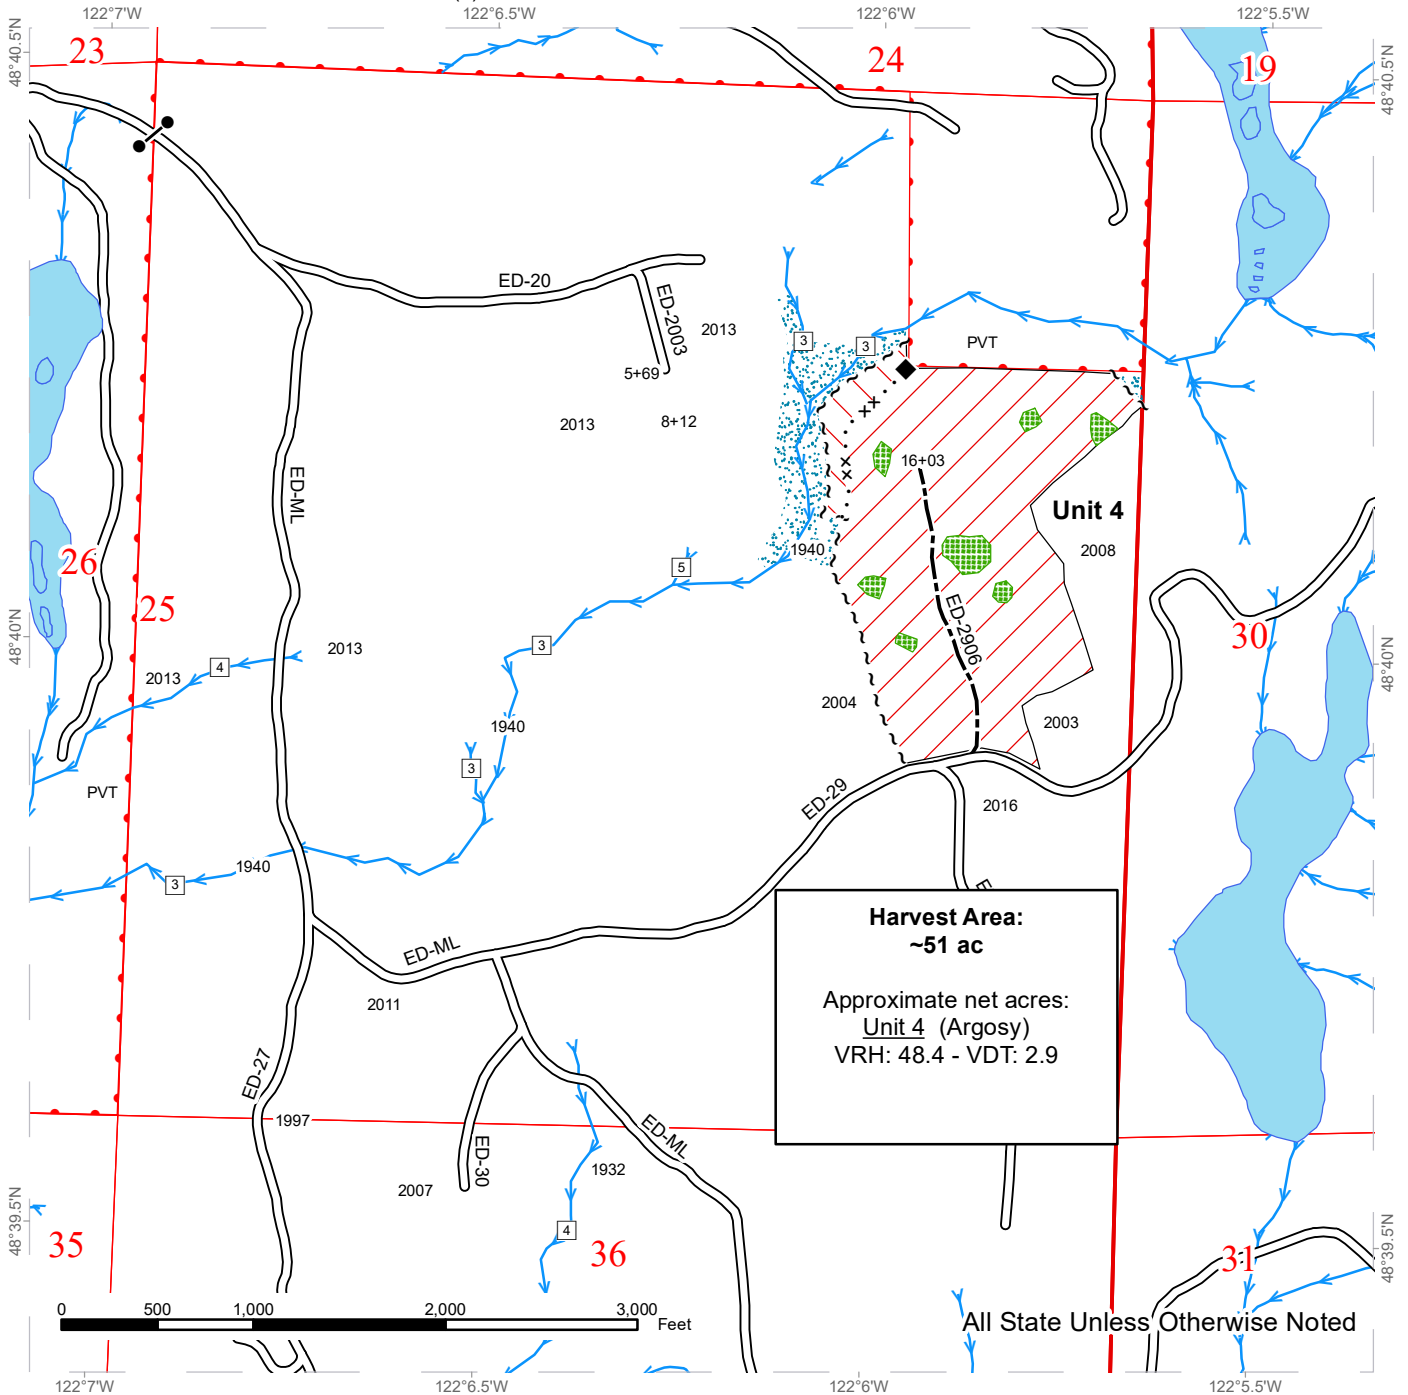 122°7'W
122°6.5'W
122°6'W
122°5.5'W
48°40.5'N
48°40.5'N
23
24
19
ED-20
ED-2003
2013
5+69
2013
8+12
3
3
PVT
16+03
ED-ML
Unit 4
2008
1940
5
26
25
48°40'N
48°40'N
30
ED-2906
3
2013
4
2013
2004
1940
2003
3
PVT
ED-29
2016
1940
3
E
Harvest Area:
~51 ac
Approximate net acres:
Unit 4 (Argosy)
VRH: 48.4 - VDT: 2.9
ED-ML
2011
ED-27
1997
ED-ML
ED-30
1932
2007
4
48°39.5'N
48°39.5'N
35
36
31
0 500 1,000 2,000 3,000
Feet
All State Unless Otherwise Noted
122°7'W
122°6.5'W
122°6'W
122°5.5'W